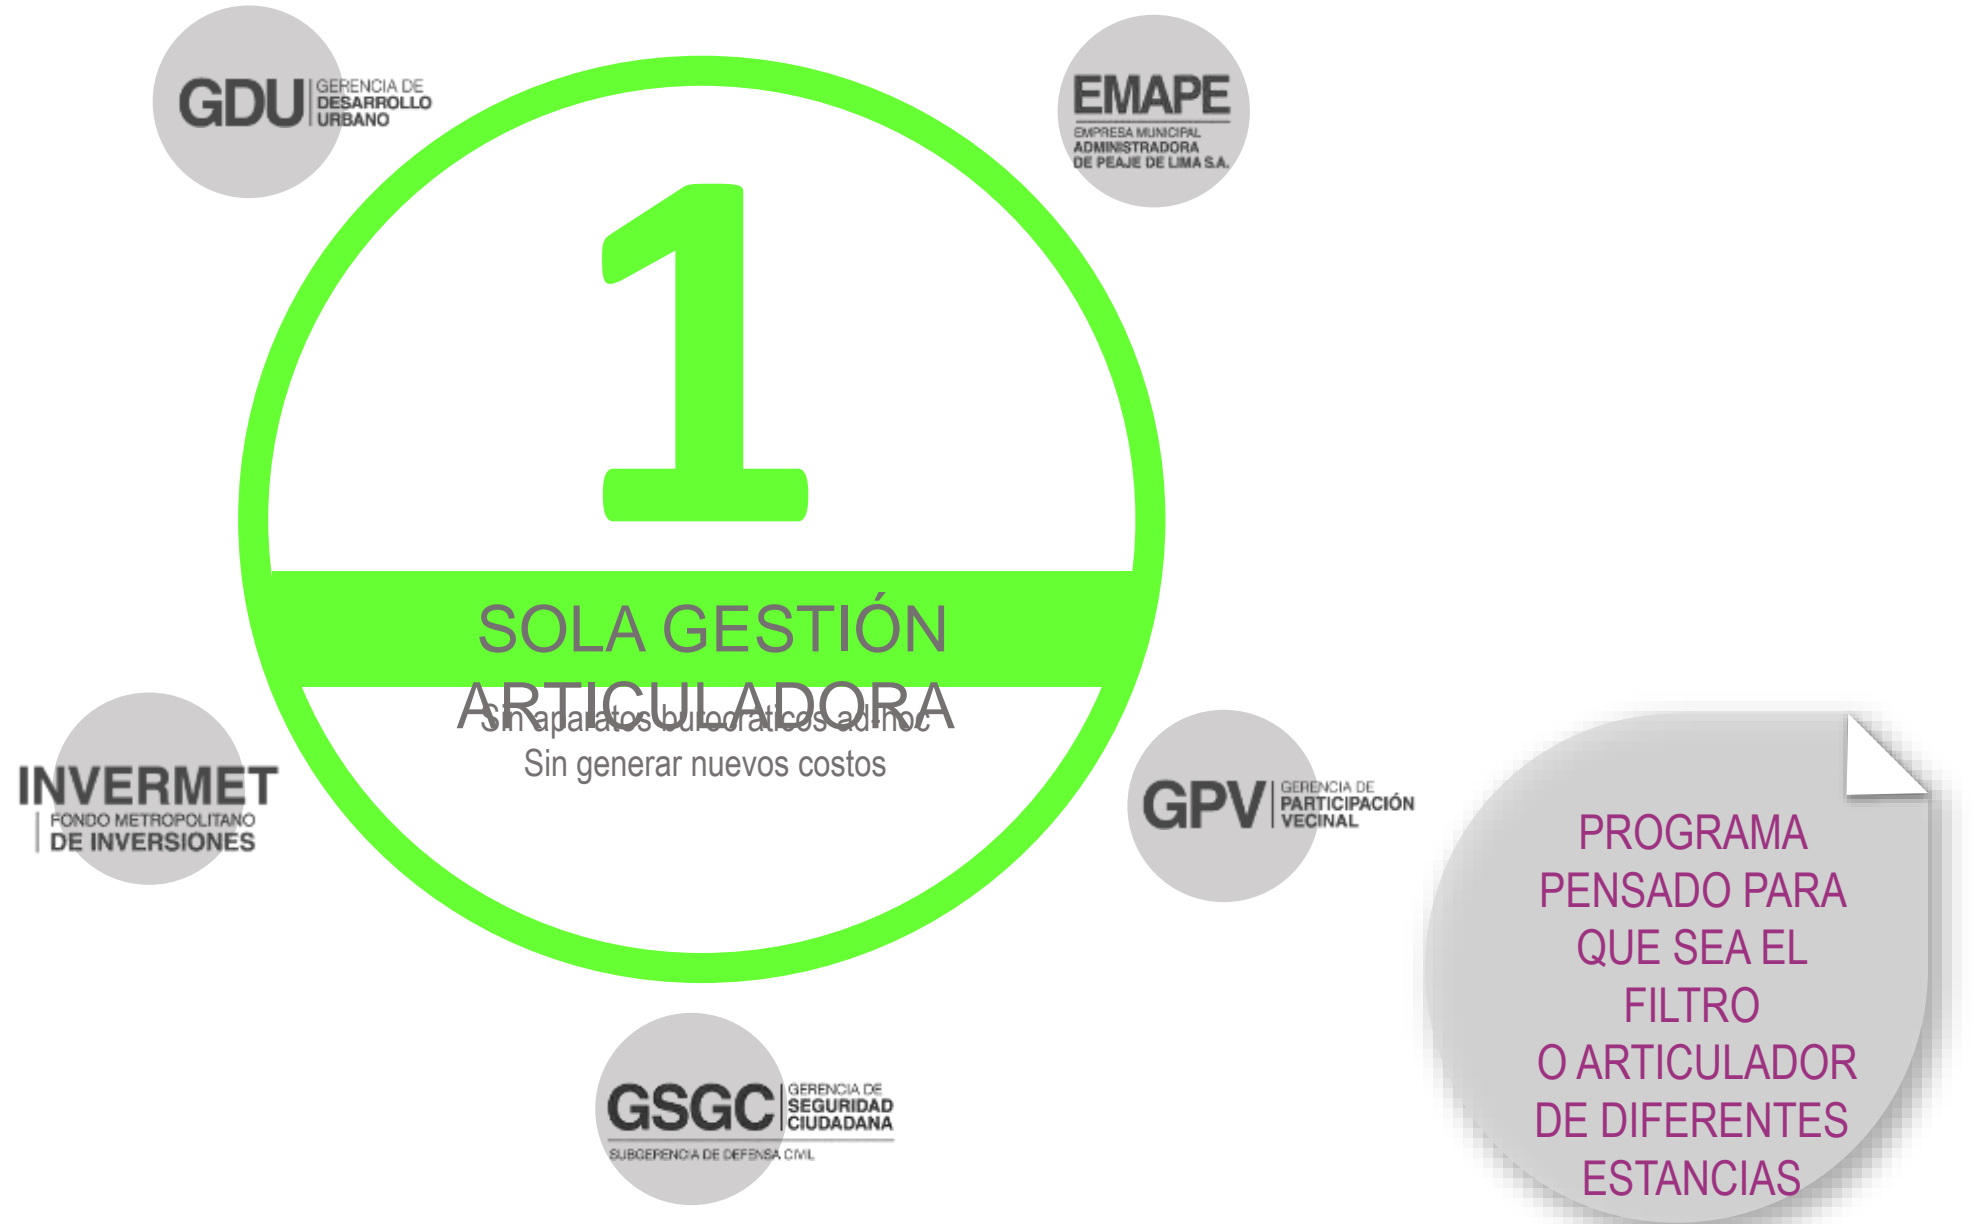 GDU
GERENCIA DE
DESARROLLO
URBANO
EMAPE
EMPRESA MUNICIPAL
ADMINISTRADORA
DE PEAJE DE LIMA S.A.
1
SOLA GESTIÓN
ARTICULADORA
Sin aparatos burocraticos ad-hoc
Sin generar nuevos costos
INVERMET
FONDO METROPOLITANO
DE INVERSIONES
GPV
GERENCIA DE
PARTICIPACIÓN
VECINAL
GSGC
GERENCIA DE
SEGURIDAD
CIUDADANA
SUBGERENCIA DE DEFENSA CIVIL
PROGRAMA
PENSADO PARA
QUE SEA EL
FILTRO
O ARTICULADOR
DE DIFERENTES
ESTANCIAS